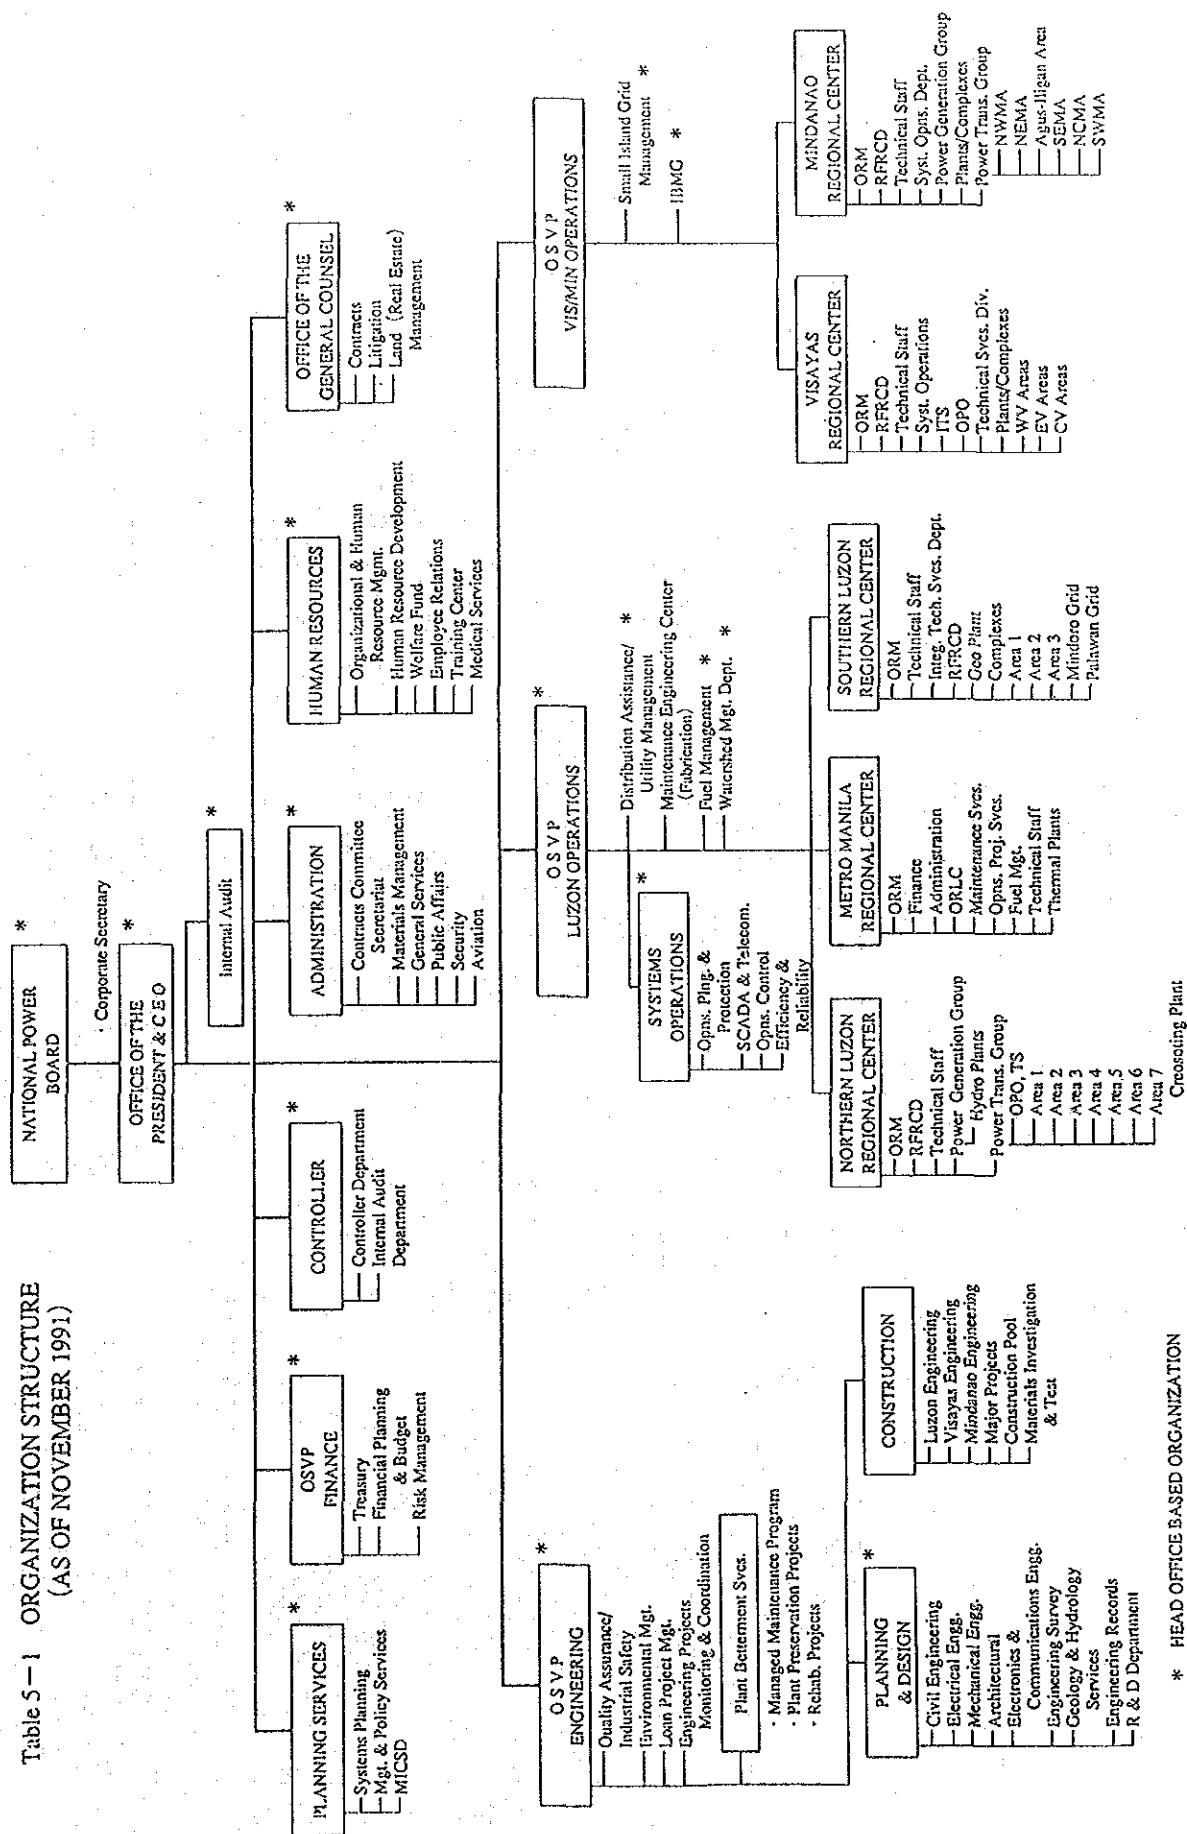 Table 5-1 ORGANIZATION STRUCTURE
(AS OF NOVEMBER 1991)
NATIONAL POWER
BOARD
*
· Corporate Secretary
OFFICE OF THE
PRESIDENT & C E O
*
Internal Audit
*
PLANNING SERVICES
*
Systems Planning
Mgt. & Policy Services
MICSD
OSVP
FINANCE
*
Treasury
Financial Planning
& Budget
Risk Management
CONTROLLER
*
Controller Department
Internal Audit
Department
ADMINISTRATION
*
Contracts Committee
Secretariat
Materials Management
General Services
Public Affairs
Security
Aviation
HUMAN RESOURCES
*
Organizational & Human
Resource Mgmt.
Human Resource Development
Welfare Fund
Employee Relations
Training Center
Medical Services
OFFICE OF THE
GENERAL COUNSEL
*
Contracts
Litigation
Land (Real Estate)
Management
O S V P
ENGINEERING
*
Quality Assurance/
Industrial Safety
Environmental Mgt.
Loan Project Mgt.
Engineering Projects
Monitoring & Coordination
Plant Betterment Svcs.
· Managed Maintenance Program
· Plant Preservation Projects
· Rehab. Projects
PLANNING
& DESIGN
*
Civil Engineering
Electrical Engg.
Mechanical Engg.
Architectural
Electronics &
Communications Engg.
Engineering Survey
Geology & Hydrology
Services
Engineering Records
R & D Department
CONSTRUCTION
Luzon Engineering
Visayas Engineering
Mindanao Engineering
Major Projects
Construction Pool
Materials Investigation
& Test
O S V P
LUZON OPERATIONS
*
Distribution Assistance/ *
Utility Management
Maintenance Engineering Center
(Fabrication)
Fuel Management *
Watershed Mgt. Dept. *
SYSTEMS
OPERATIONS
*
Opns. Plng. &
Protection
SCADA & Telecom.
Opns. Control
Efficiency &
Reliability
NORTHERN LUZON
REGIONAL CENTER
ORM
RFRCD
Technical Staff
Power Generation Group
Hydro Plants
Power Trans. Group
OPO, TS
Area 1
Area 2
Area 3
Area 4
Area 5
Area 6
Area 7
Creosoting Plant
METRO MANILA
REGIONAL CENTER
ORM
Finance
Administration
ORLC
Maintenance Svcs.
Opns. Proj. Svcs.
Fuel Mgt.
Technical Staff
Thermal Plants
SOUTHERN LUZON
REGIONAL CENTER
ORM
Technical Staff
Integ. Tech. Svcs. Dept.
RFRCD
Geo Plant
Complexes
Area 1
Area 2
Area 3
Mindoro Grid
Palawan Grid
O S V P
VIS/MIN OPERATIONS
Small Island Grid
Management *
IBMG *
VISAYAS
REGIONAL CENTER
ORM
RFRCD
Technical Staff
Syst. Operations
ITS
OPO
Technical Svcs. Div.
Plants/Complexes
WV Areas
EV Areas
CV Areas
MINDANAO
REGIONAL CENTER
ORM
RFRCD
Technical Staff
Syst. Opns. Dept.
Power Generation Group
Plants/Complexes
Power Trans. Group
NWMA
NEMA
Agus-Iligan Area
SEMA
NCMA
SWMA
* HEAD OFFICE BASED ORGANIZATION